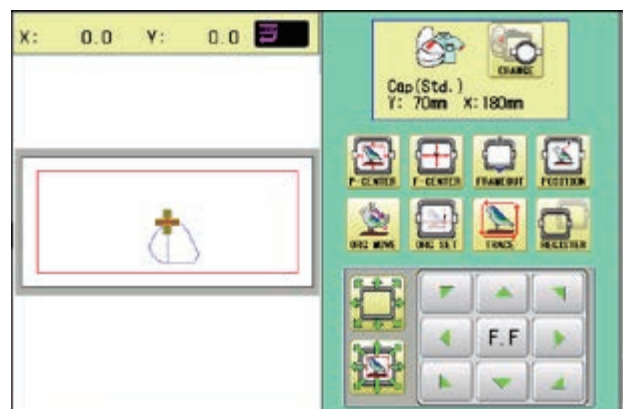 X: 0.0 Y: 0.0
CHANGE
Cap(Std.)
Y: 70mm X:180mm
P-CENTER F-CENTER FRAMEOUT POSITION
ORG MOVE ORG SET TRACE REGISTER
F.F